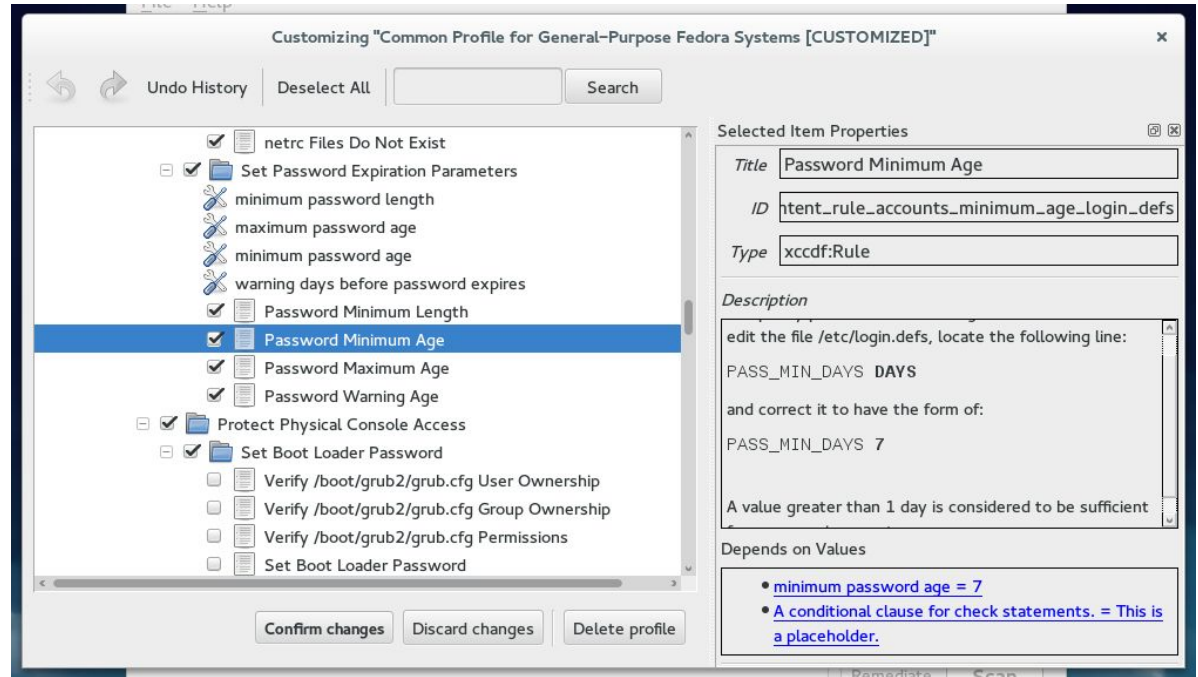 File Help
Customizing "Common Profile for General-Purpose Fedora Systems [CUSTOMIZED]"
Undo History
Deselect All
Search
netrc Files Do Not Exist
Set Password Expiration Parameters
minimum password length
maximum password age
minimum password age
warning days before password expires
Password Minimum Length
Password Minimum Age
Password Maximum Age
Password Warning Age
Protect Physical Console Access
Set Boot Loader Password
Verify /boot/grub2/grub.cfg User Ownership
Verify /boot/grub2/grub.cfg Group Ownership
Verify /boot/grub2/grub.cfg Permissions
Set Boot Loader Password
Confirm changes
Discard changes
Delete profile
Selected Item Properties
Title Password Minimum Age
ID ntent_rule_accounts_minimum_age_login_defs
Type xccdf:Rule
Description
edit the file /etc/login.defs, locate the following line:
PASS_MIN_DAYS DAYS
and correct it to have the form of:
PASS_MIN_DAYS 7
A value greater than 1 day is considered to be sufficient
Depends on Values
minimum password age = 7
A conditional clause for check statements. = This is
a placeholder.
Remediate
Scan